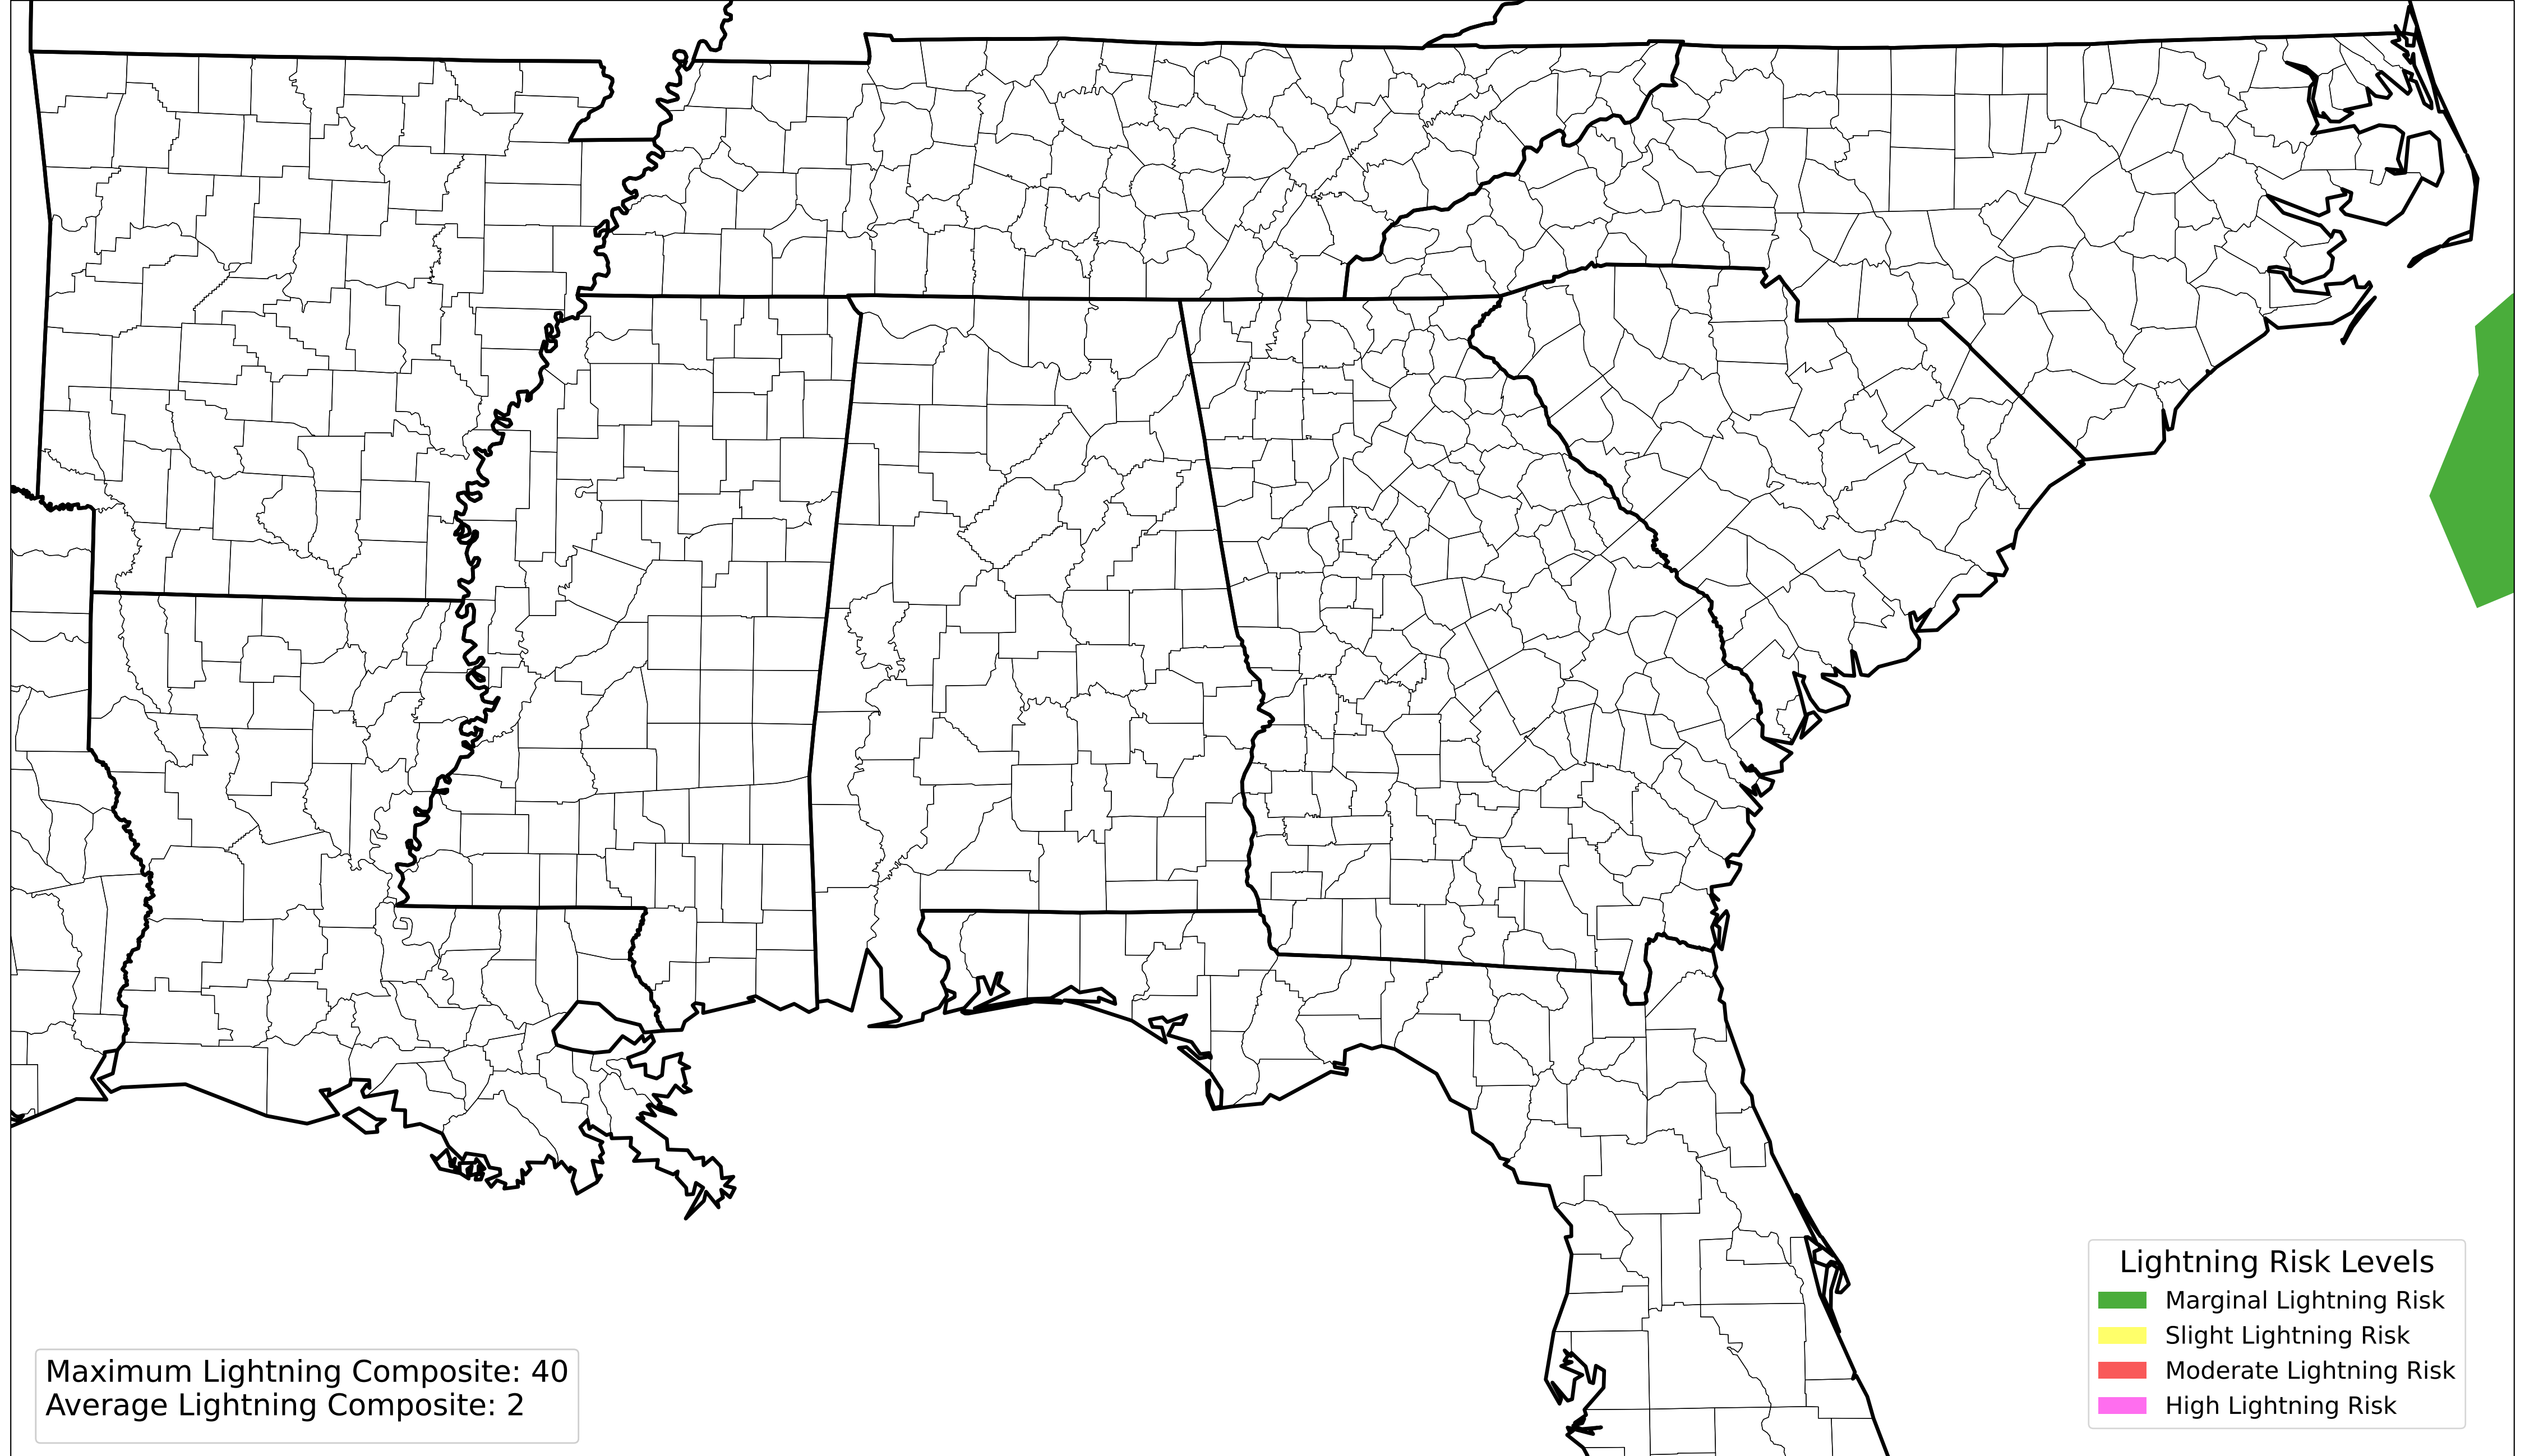 Lightning Risk Levels
Marginal Lightning Risk
Slight Lightning Risk
Moderate Lightning Risk
High Lightning Risk
Maximum Lightning Composite: 40
Average Lightning Composite: 2